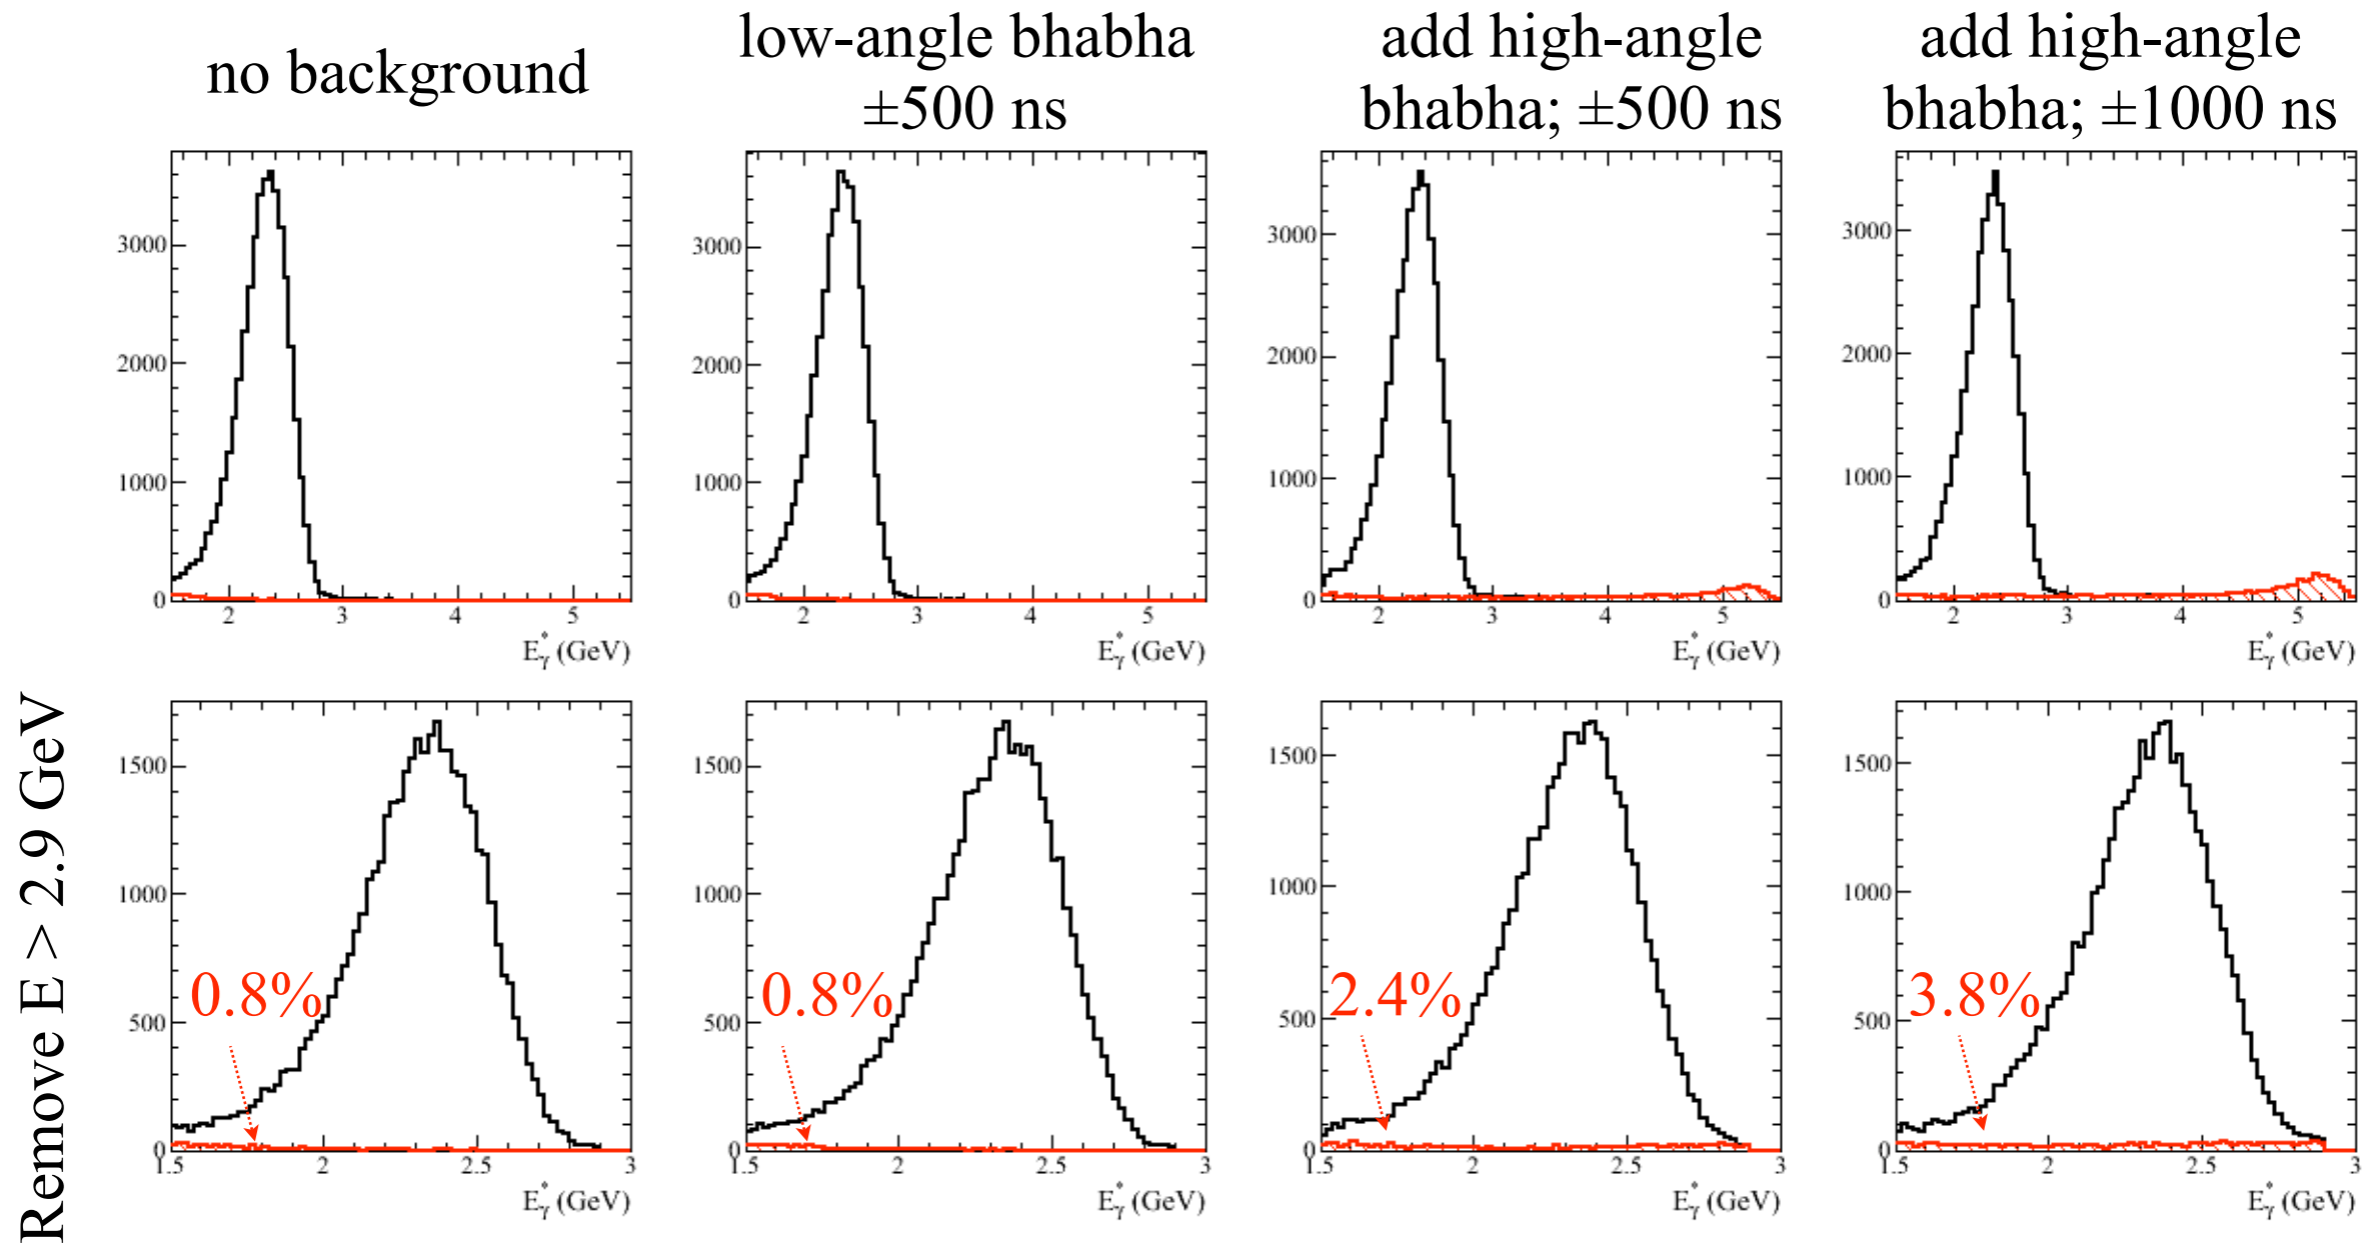 no background
low-angle bhabha
±500 ns
add high-angle
bhabha; ±500 ns
add high-angle
bhabha; ±1000 ns
3000
2000
1000
0
2 3 4 5
E*γ (GeV)
3000
2000
1000
0
2 3 4 5
E*γ (GeV)
3000
2000
1000
0
2 3 4 5
E*γ (GeV)
3000
2000
1000
0
2 3 4 5
E*γ (GeV)
Remove E > 2.9 GeV
1500
1000
0.8%
500
0
1.5 2 2.5 3
E*γ (GeV)
1500
1000
0.8%
500
0
1.5 2 2.5 3
E*γ (GeV)
1500
1000
2.4%
500
0
1.5 2 2.5 3
E*γ (GeV)
1500
1000
3.8%
500
0
1.5 2 2.5 3
E*γ (GeV)